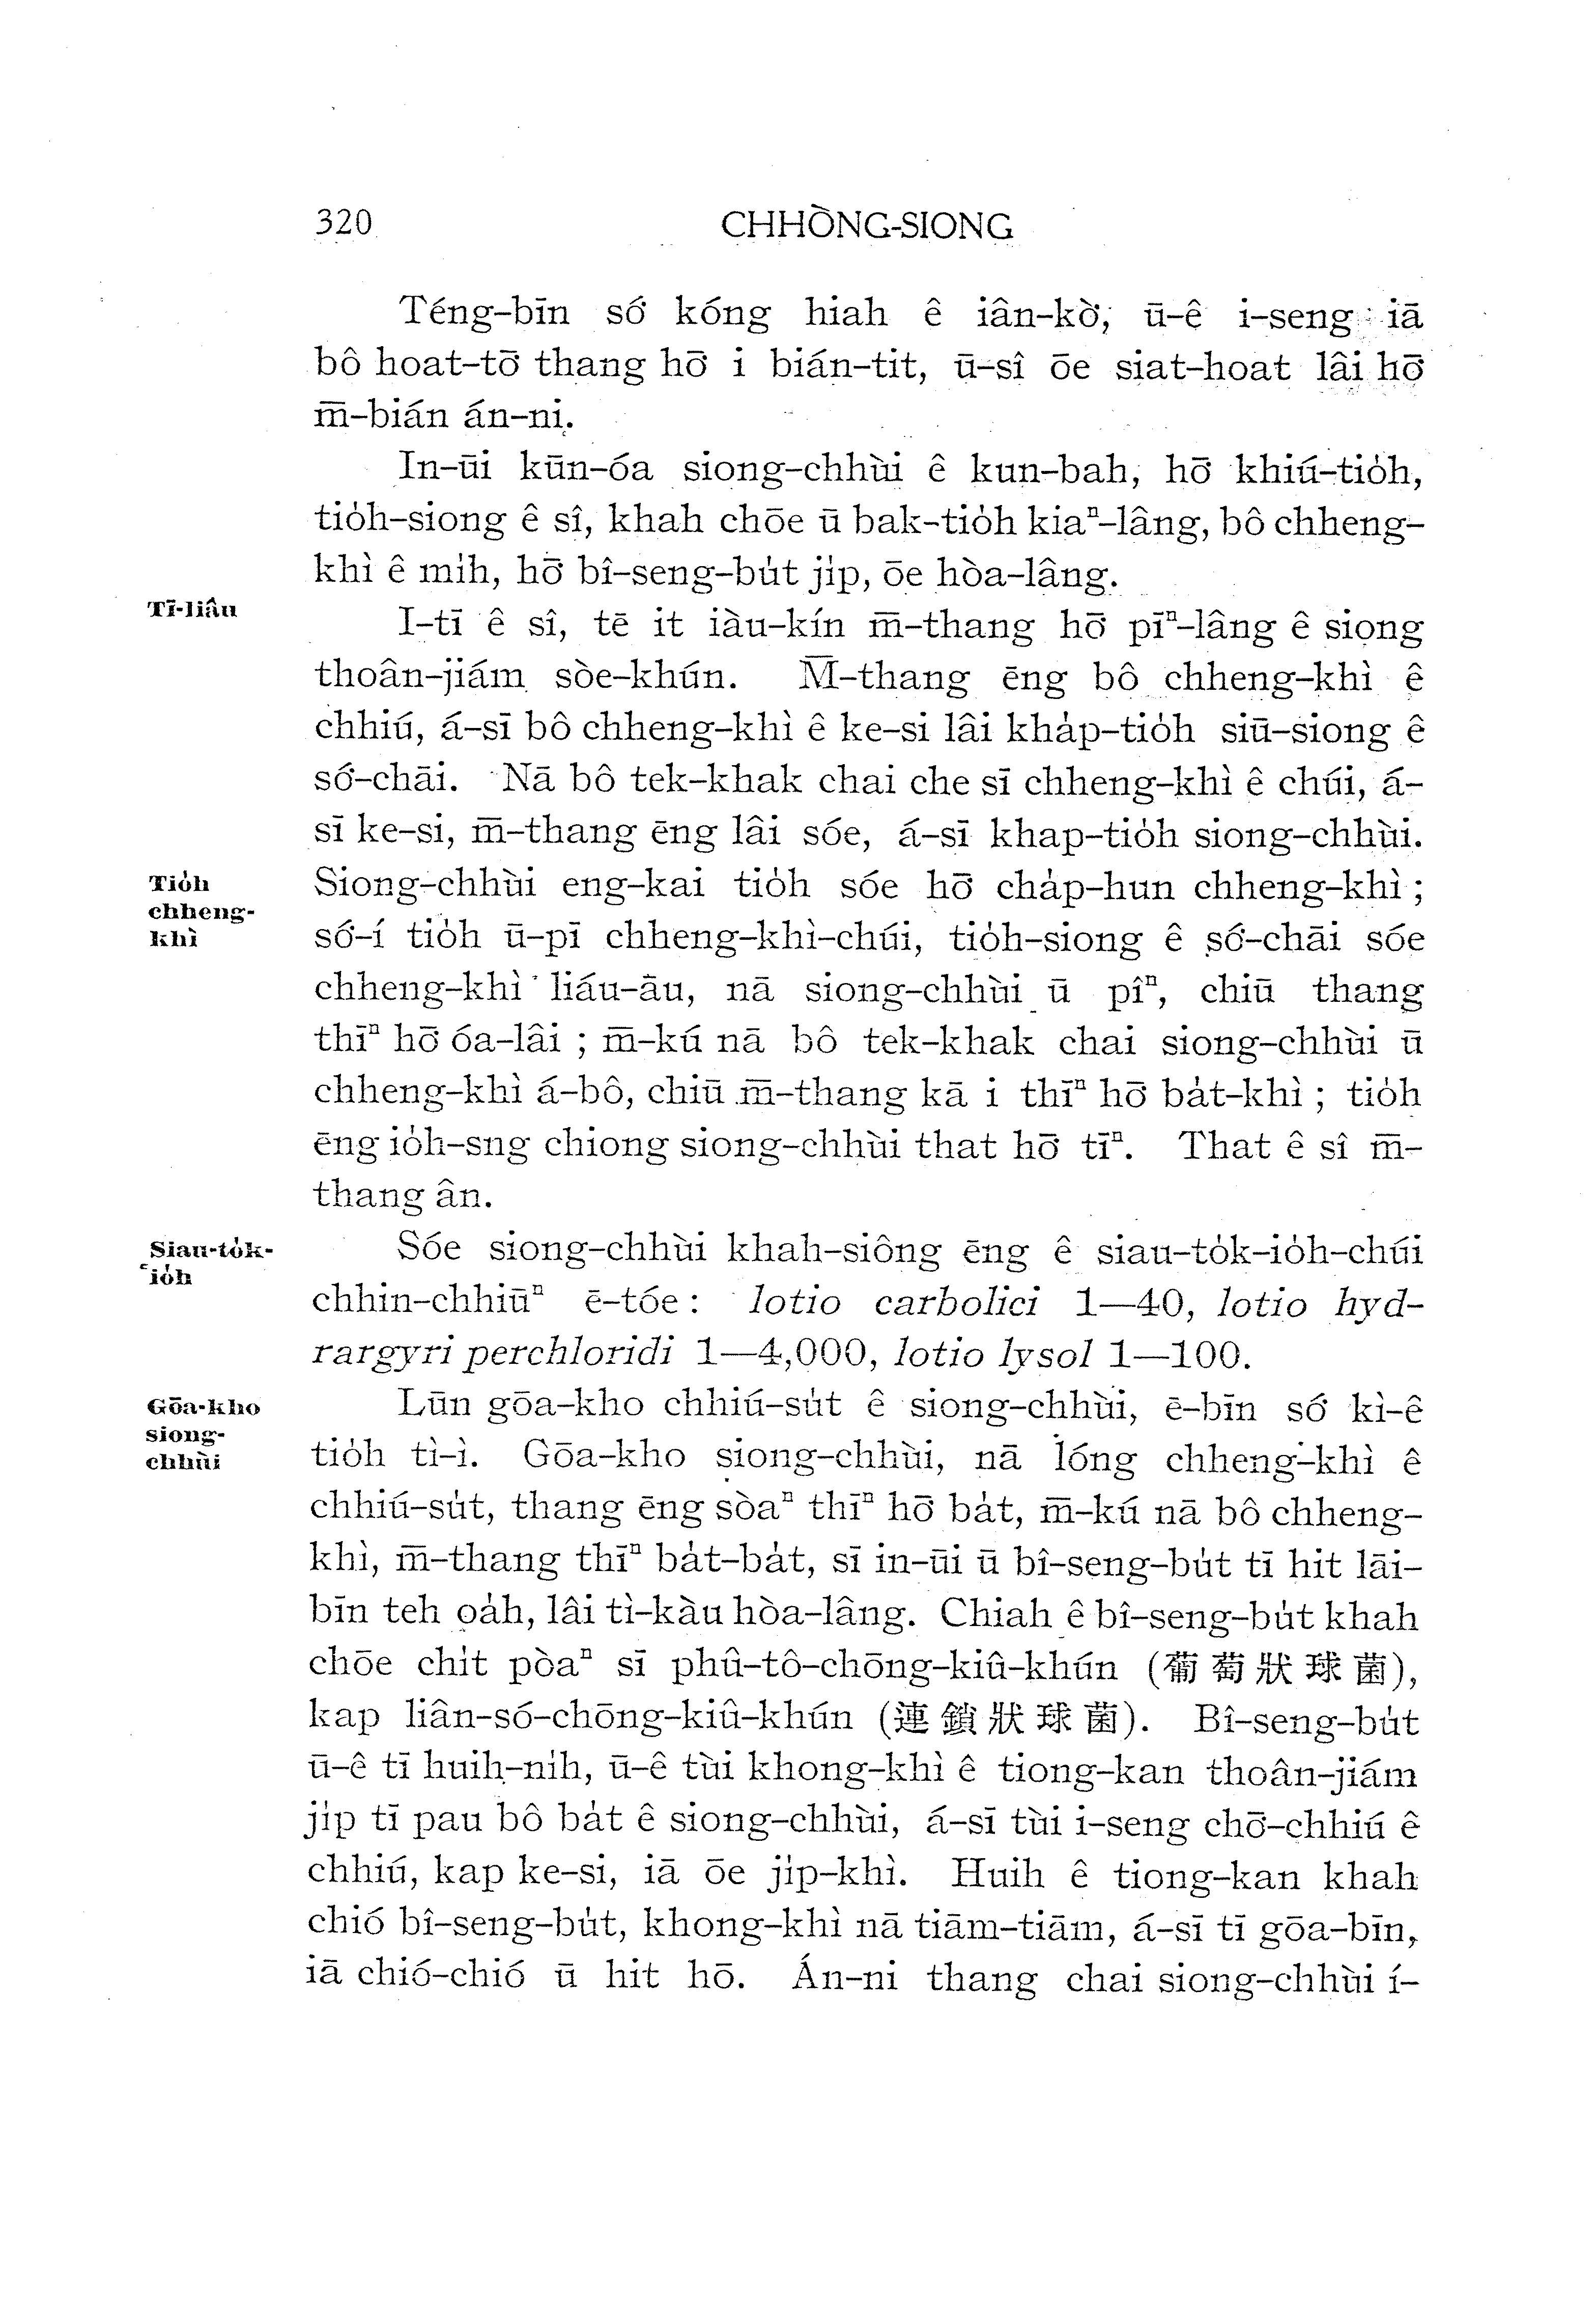 320
CHHÒNG-SIONG
Téng-bīn só͘ kóng hiah ê iân-kò͘, ū-ê i-seng iā
bô hoat-tō͘ thang hō͘ i bián-tit, ū-sî ōe siat-hoat lâi hō͘
m̄-bián án-ni.
In-ūi kūn-óa siong-chhùi ê kun-bah, hō͘ khiú-tio̍h,
tio̍h-siong ê sî, khah chōe ū bak-tio̍h kiaⁿ-lâng, bô chheng-
khì ê mi̍h, hō͘ bî-seng-bu̍t ji̍p, ōe hòa-lâng.
Tī-liâu
I-tī ê sî, tē it iàu-kín m̄-thang hō͘ pīⁿ-lâng ê siong
thoân-jiám sòe-khún. M̄-thang ēng bô chheng-khì ê
chhiú, á-sī bô chheng-khì ê ke-si lâi kha̍p-tio̍h siū-siong ê
só͘-chāi. Nā bô tek-khak chai che sī chheng-khì ê chúi, á-
sī ke-si, m̄-thang ēng lâi sóe, á-sī khap-tio̍h siong-chhùi.
Tio̍h
chheng-
khì
Siong-chhùi eng-kai tio̍h sóe hō͘ cha̍p-hun chheng-khì ;
só͘-í tio̍h ū-pī chheng-khì-chúi, tio̍h-siong ê só͘-chāi sóe
chheng-khì liáu-āu, nā siong-chhùi ū pîⁿ, chiū thang
thīⁿ hō͘ óa-lâi ; m̄-kú nā bô tek-khak chai siong-chhùi ū
chheng-khì á-bô, chiū m̄-thang kā i thīⁿ hō͘ ba̍t-khì ; tio̍h
ēng io̍h-sng chiong siong-chhùi that hō͘ tīⁿ. That ê sî m̄-
thang ân.
Siau-to̍k-
io̍h
Sóe siong-chhùi khah-siông ēng ê siau-to̍k-io̍h-chúi
chhin-chhiūⁿ ē-tóe : lotio carbolici 1—40, lotio hyd-
rargyri perchloridi 1—4,000, lotio lysol 1—100.
Gōa-kho
siong-
chhùi
Lūn gōa-kho chhiú-su̍t ê siong-chhùi, ē-bīn só͘ kì-ê
tio̍h tì-ì. Gōa-kho siong-chhùi, nā lóng chheng-khì ê
chhiú-su̍t, thang ēng sòaⁿ thīⁿ hō͘ ba̍t, m̄-kú nā bô chheng-
khì, m̄-thang thīⁿ ba̍t-ba̍t, sī in-ūi ū bî-seng-bu̍t tī hit lāi-
bīn teh oa̍h, lâi tì-kàu hòa-lâng. Chiah ê bî-seng-bu̍t khah
chōe chi̍t pòaⁿ sī phû-tô-chōng-kiû-khún (葡萄狀球菌),
kap liân-só-chōng-kiû-khún (連鎖狀球菌). Bî-seng-bu̍t
ū-ê tī huih-ni̍h, ū-ê tùi khong-khì ê tiong-kan thoân-jiám
ji̍p tī pau bô ba̍t ê siong-chhùi, á-sī tùi i-seng chō͘-chhiú ê
chhiú, kap ke-si, iā ōe ji̍p-khì. Huih ê tiong-kan khah
chió bî-seng-bu̍t, khong-khì nā tiām-tiām, á-sī tī gōa-bīn,
iā chió-chió ū hit hō. Án-ni thang chai siong-chhùi í-